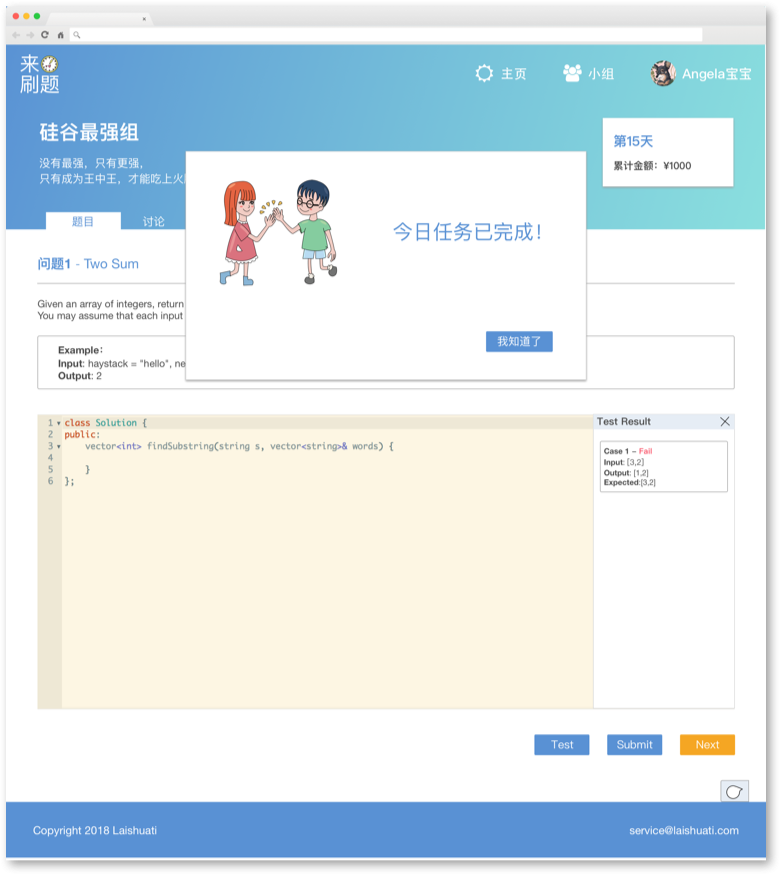 来
刷题
主页
小组
Angela宝宝
硅谷最强组
没有最强，只有更强，
只有成为王中王，才能吃上火
第15天
累计金额：¥1000
题目
讨论
今日任务已完成！
我知道了
问题1 - Two Sum
Given an array of integers, return
You may assume that each input
Example：
Input: haystack = "hello", ne
Output: 2
1 class Solution {
2 public:
3 vector<int> findSubstring(string s, vector<string>& words) {
4
5 }
6 };
Test Result
Case 1 – Fail
Input: [3,2]
Output: [1,2]
Expected:[3,2]
Test
Submit
Next
Copyright 2018 Laishuati
service@laishuati.com